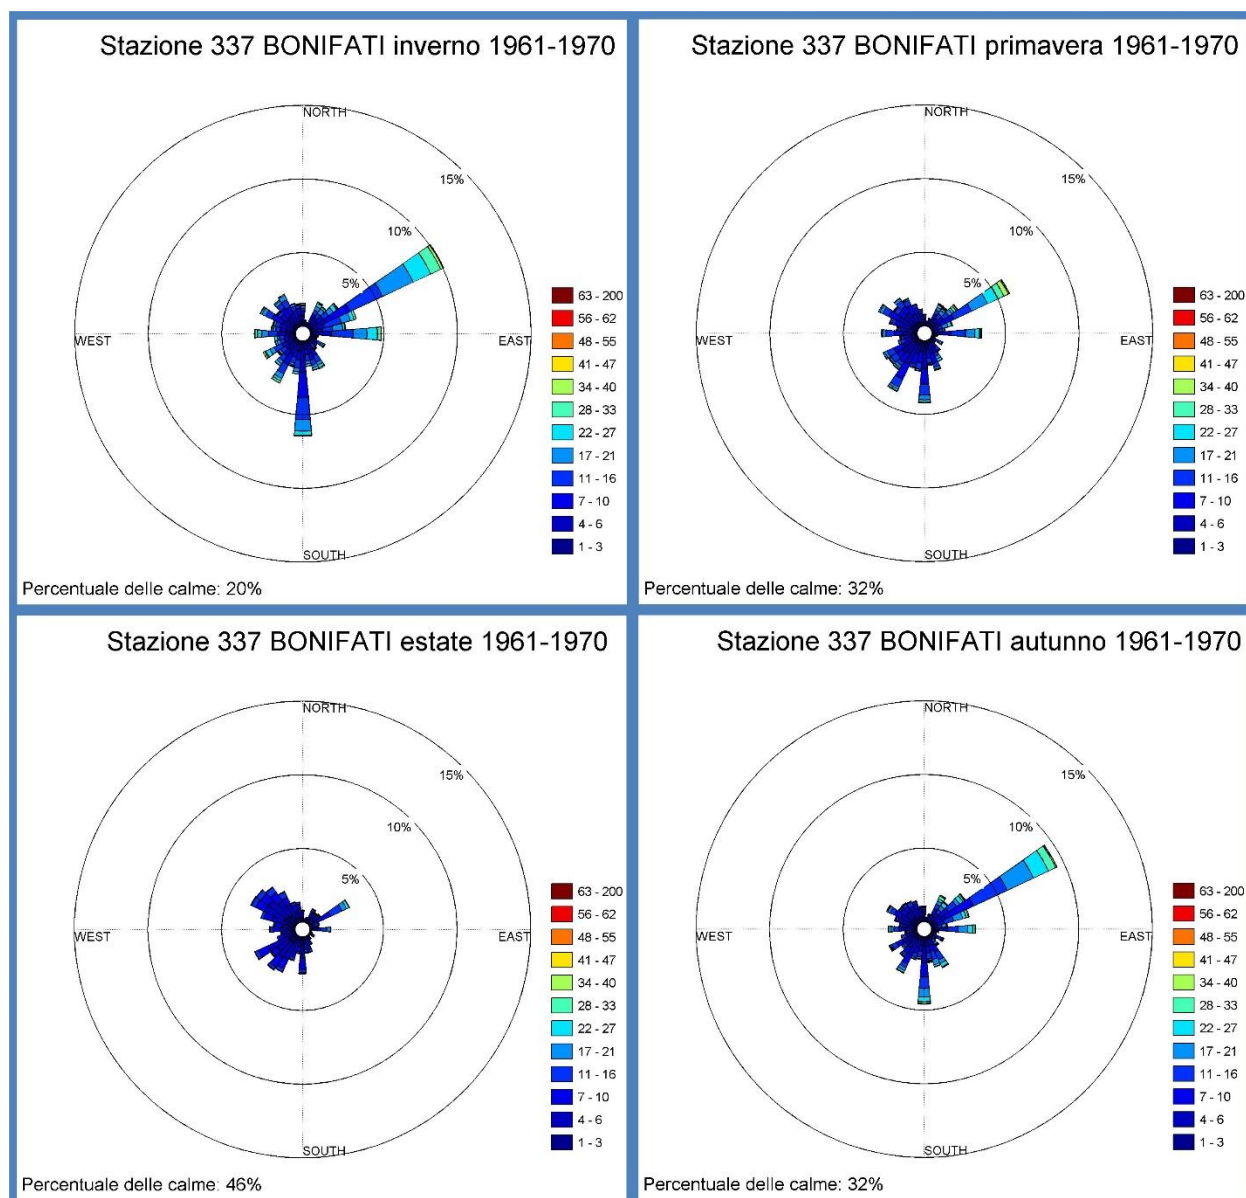 Stazione 337 BONIFATI inverno 1961-1970
NORTH
15%
10%
5%
WEST
EAST
SOUTH
63 - 200
56 - 62
48 - 55
41 - 47
34 - 40
28 - 33
22 - 27
17 - 21
11 - 16
7 - 10
4 - 6
1 - 3
Percentuale delle calme: 20%
Stazione 337 BONIFATI primavera 1961-1970
NORTH
15%
10%
5%
WEST
EAST
SOUTH
63 - 200
56 - 62
48 - 55
41 - 47
34 - 40
28 - 33
22 - 27
17 - 21
11 - 16
7 - 10
4 - 6
1 - 3
Percentuale delle calme: 32%
Stazione 337 BONIFATI estate 1961-1970
NORTH
15%
10%
5%
WEST
EAST
SOUTH
63 - 200
56 - 62
48 - 55
41 - 47
34 - 40
28 - 33
22 - 27
17 - 21
11 - 16
7 - 10
4 - 6
1 - 3
Percentuale delle calme: 46%
Stazione 337 BONIFATI autunno 1961-1970
NORTH
15%
10%
5%
WEST
EAST
SOUTH
63 - 200
56 - 62
48 - 55
41 - 47
34 - 40
28 - 33
22 - 27
17 - 21
11 - 16
7 - 10
4 - 6
1 - 3
Percentuale delle calme: 32%